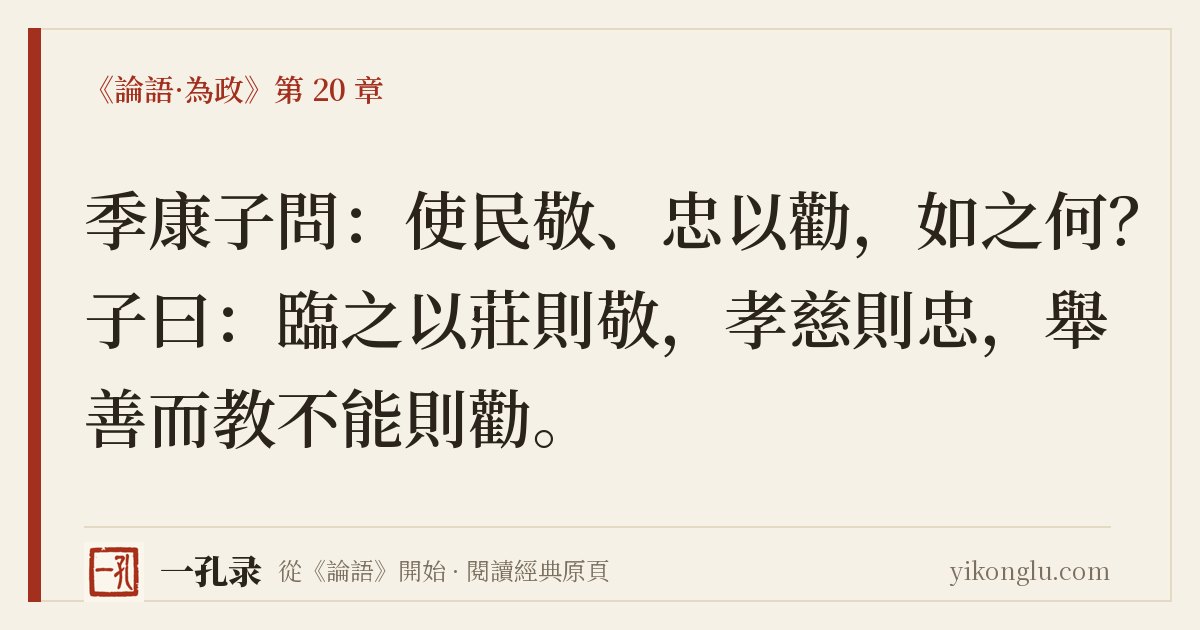 《論語·為政》第 20 章
季康子問：使民敬、忠以勸，如之何？
子曰：臨之以莊則敬，孝慈則忠，舉
善而教不能則勸。
一孔
一孔录
從《論語》開始 · 閱讀經典原頁
yikonglu.com